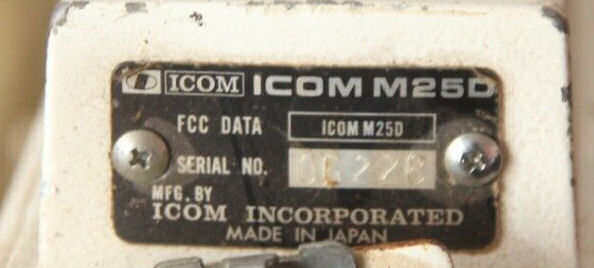 ICOM ICOM M25D
FCC DATA ICOM M25D
SERIAL NO.
MFG. BY
ICOM INCORPORATED
MADE IN JAPAN